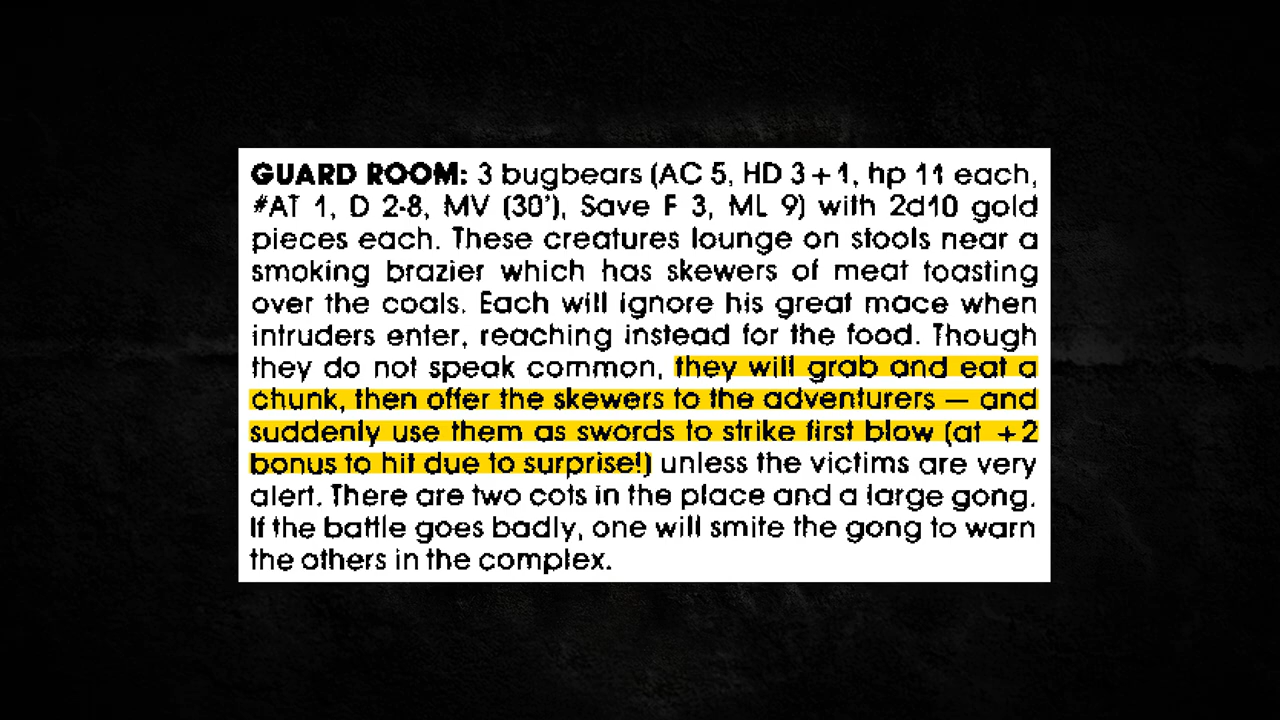 GUARD ROOM: 3 bugbears (AC 5, HD 3+1, hp 11 each,
#AT 1, D 2-8, MV (30'), Save F 3, ML 9) with 2d10 gold
pieces each. These creatures lounge on stools near a
smoking brazier which has skewers of meat toasting
over the coals. Each will ignore his great mace when
intruders enter, reaching instead for the food. Though
they do not speak common, they will grab and eat a
chunk, then offer the skewers to the adventurers — and
suddenly use them as swords to strike first blow (at +2
bonus to hit due to surprise!) unless the victims are very
alert. There are two cots in the place and a large gong.
If the battle goes badly, one will smite the gong to warn
the others in the complex.